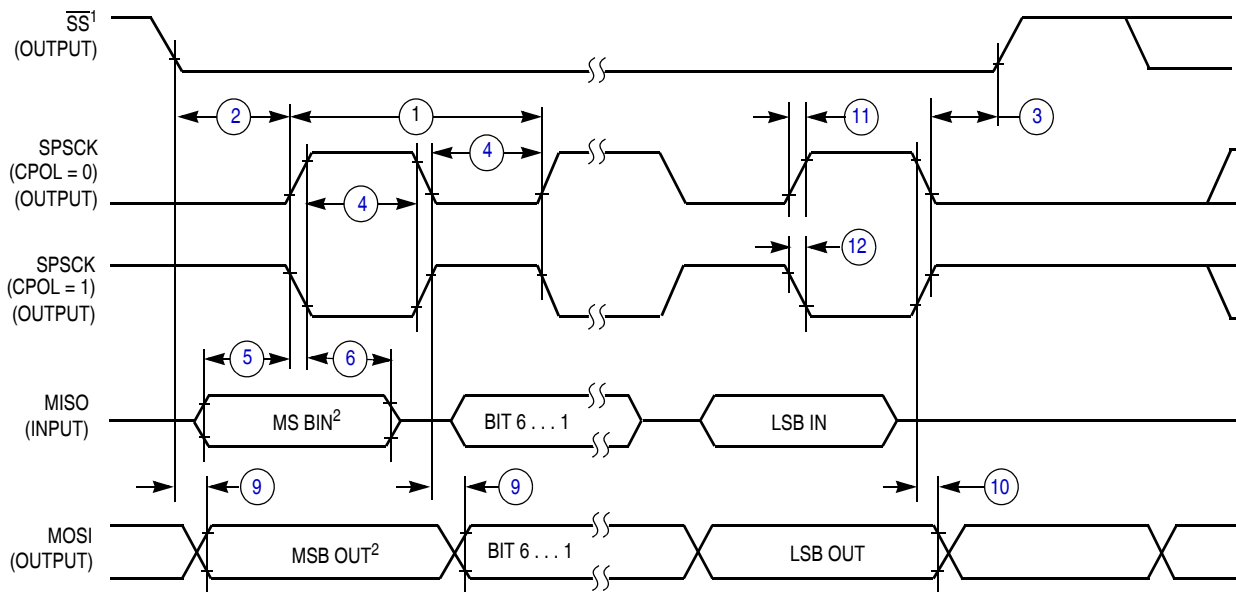 SS¹
(OUTPUT)
2
1
11
3
SPSCK
(CPOL = 0)
(OUTPUT)
4
4
12
SPSCK
(CPOL = 1)
(OUTPUT)
5
6
MISO
(INPUT)
MS BIN²
BIT 6 . . . 1
LSB IN
9
9
10
MOSI
(OUTPUT)
MSB OUT²
BIT 6 . . . 1
LSB OUT